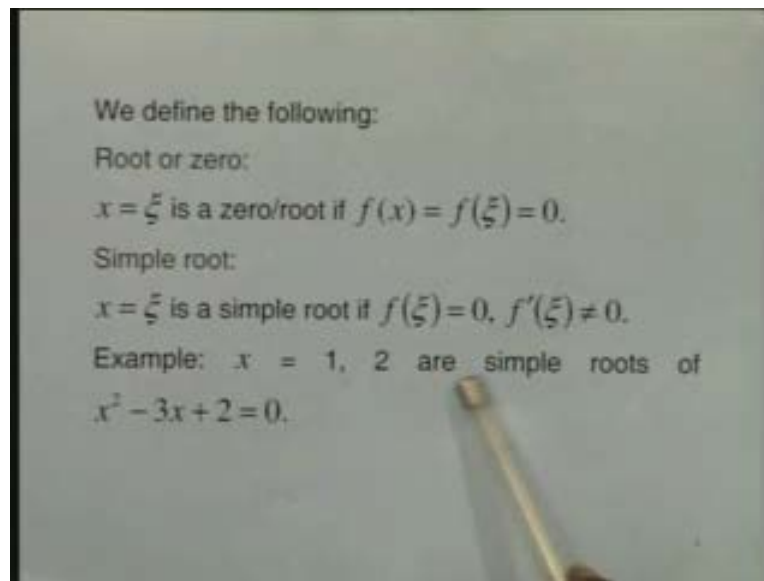 We define the following:
Root or zero:
x = ξ is a zero/root if f(x) = f(ξ) = 0.
Simple root:
x = ξ is a simple root if f(ξ) = 0, f′(ξ) ≠ 0.
Example: x = 1, 2 are simple roots of
x² − 3x + 2 = 0.